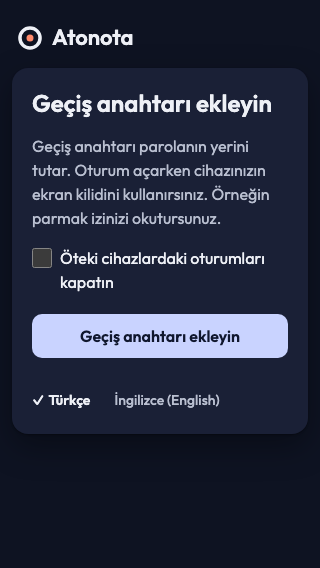 Atonota
Geçiş anahtarı ekleyin
Geçiş anahtarı parolanın yerini
tutar. Oturum açarken cihazınızın
ekran kilidini kullanırsınız. Örneğin
parmak izinizi okutursunuz.
Öteki cihazlardaki oturumları
kapatın
Geçiş anahtarı ekleyin
Türkçe İngilizce (English)